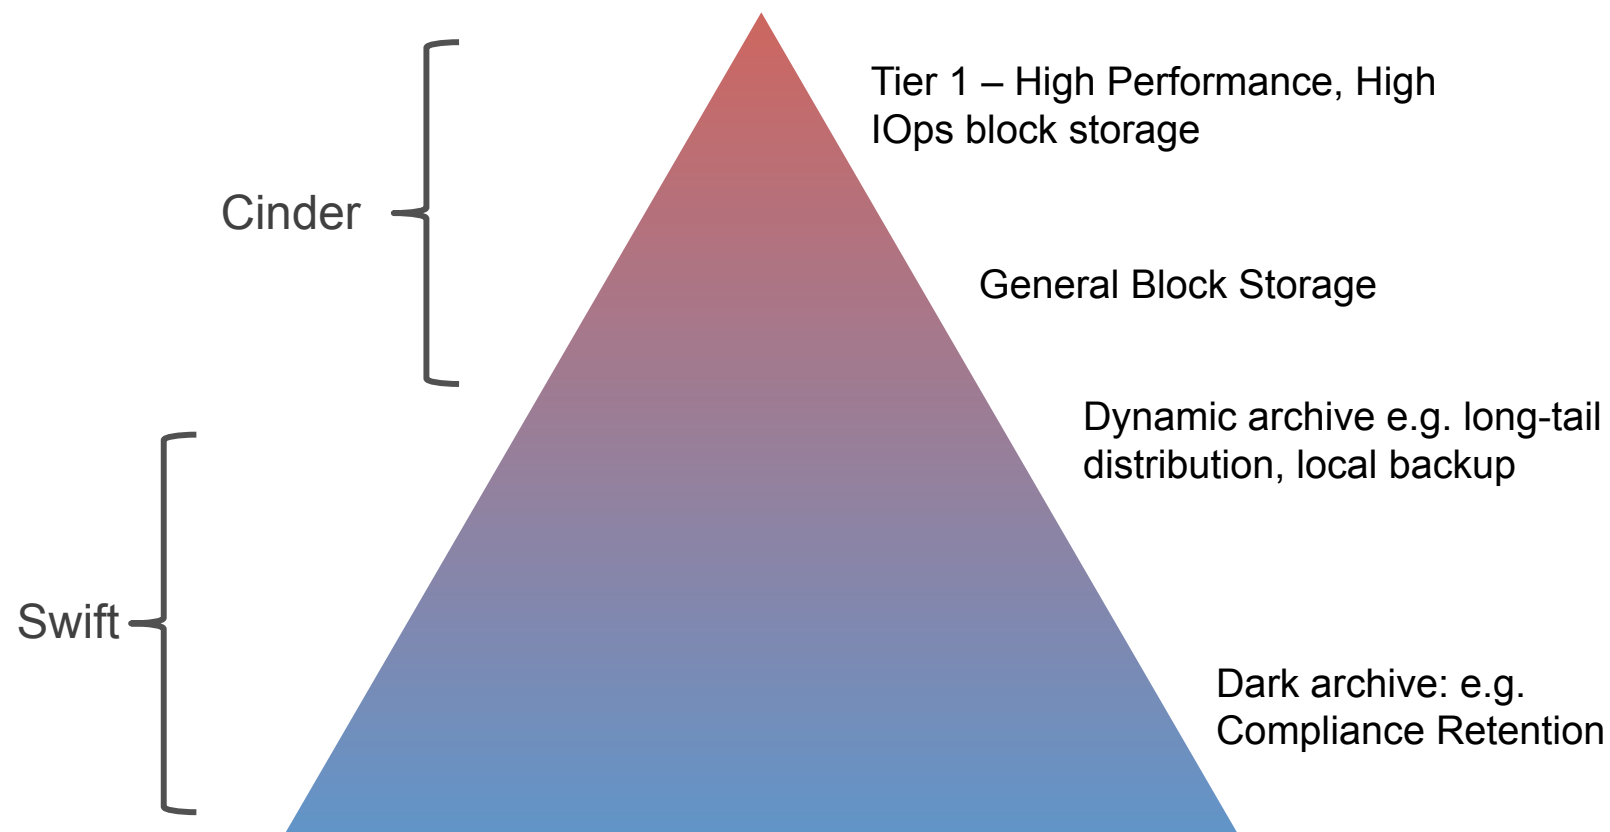 Tier 1 – High Performance, High
IOps block storage
Cinder
General Block Storage
Dynamic archive e.g. long-tail
distribution, local backup
Swift
Dark archive: e.g.
Compliance Retention